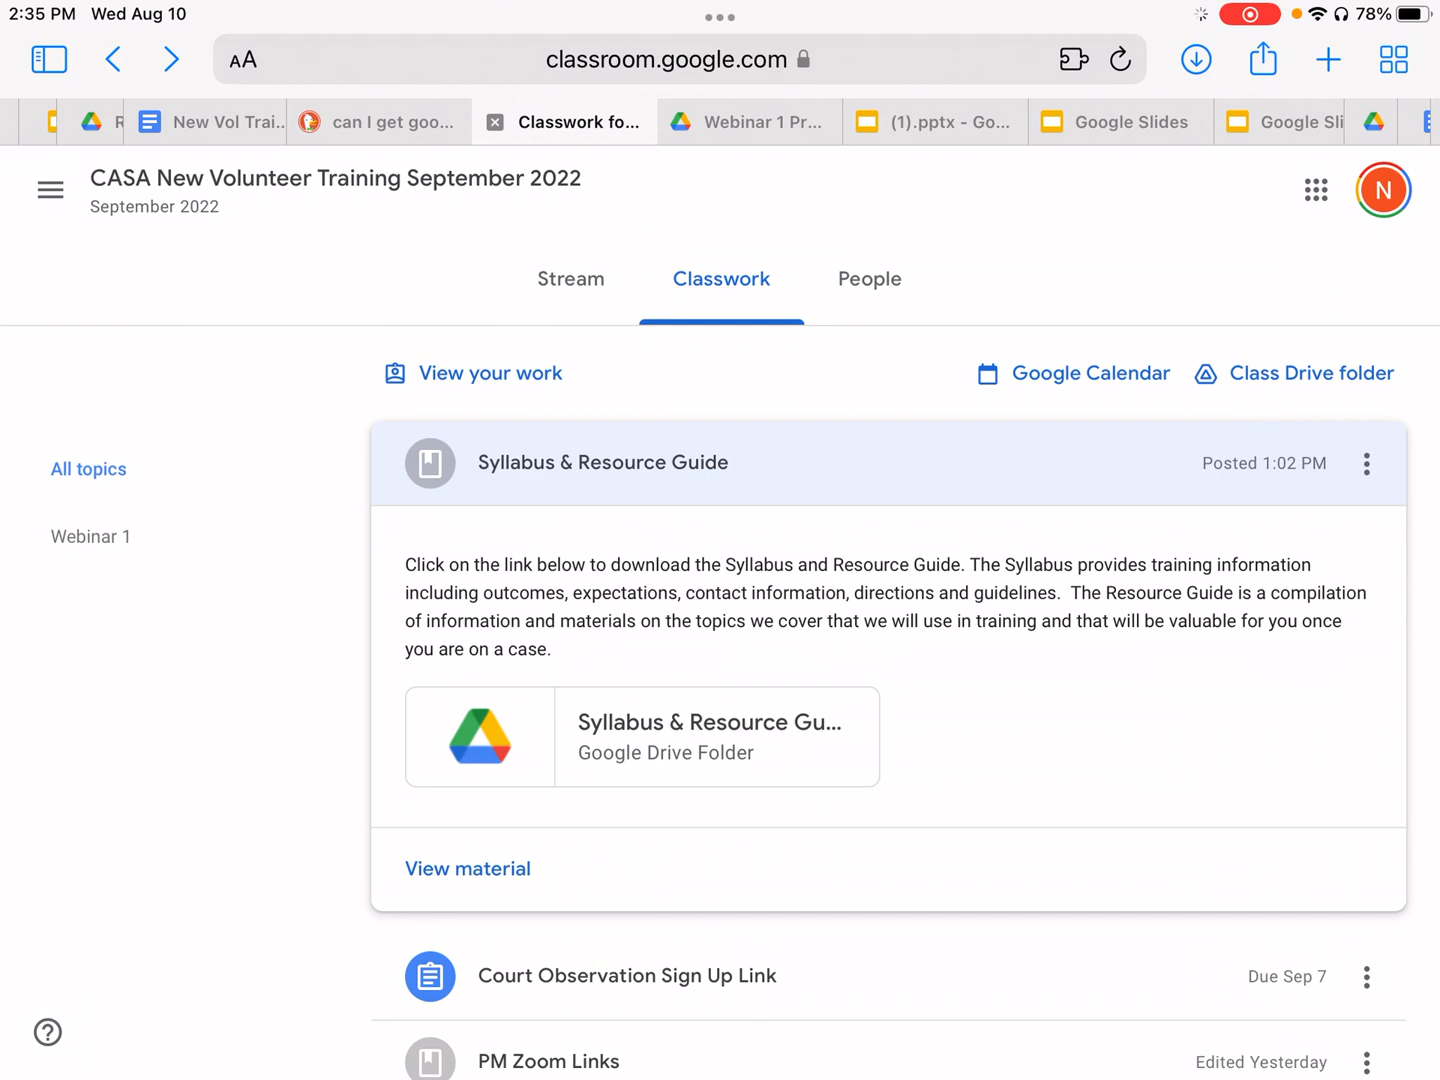 2:35 PM Wed Aug 10
78%
AA
classroom.google.com
R
New Vol Trai...
can I get goo...
Classwork fo...
Webinar 1 Pr...
(1).pptx - Go...
Google Slides
Google Sli
CASA New Volunteer Training September 2022
September 2022
N
Stream
Classwork
People
View your work
Google Calendar
Class Drive folder
All topics
Webinar 1
Syllabus & Resource Guide
Posted 1:02 PM
Click on the link below to download the Syllabus and Resource Guide. The Syllabus provides training information
including outcomes, expectations, contact information, directions and guidelines. The Resource Guide is a compilation
of information and materials on the topics we cover that we will use in training and that will be valuable for you once
you are on a case.
Syllabus & Resource Gu...
Google Drive Folder
View material
Court Observation Sign Up Link
Due Sep 7
PM Zoom Links
Edited Yesterday